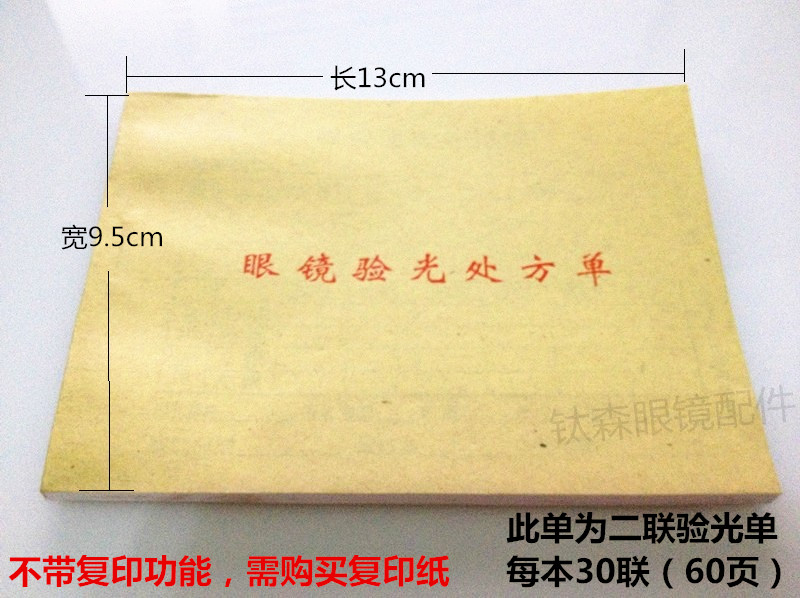 长13cm
宽9.5cm
眼镜验光处方单
钛森眼镜配件
此单为二联验光单
不带复印功能，需购买复印纸
每本30联（60页）